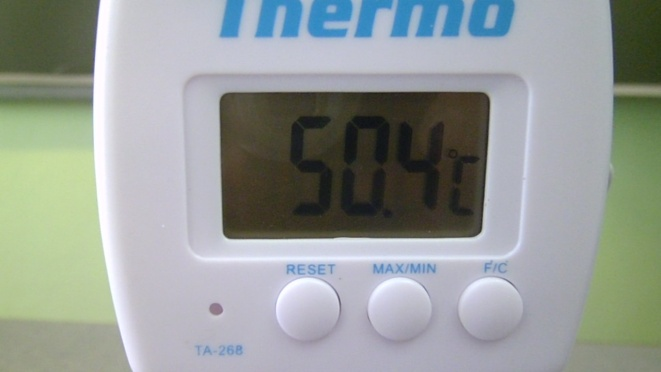 Thermo
50.4°C
RESET MAX/MIN F/C
TA-268